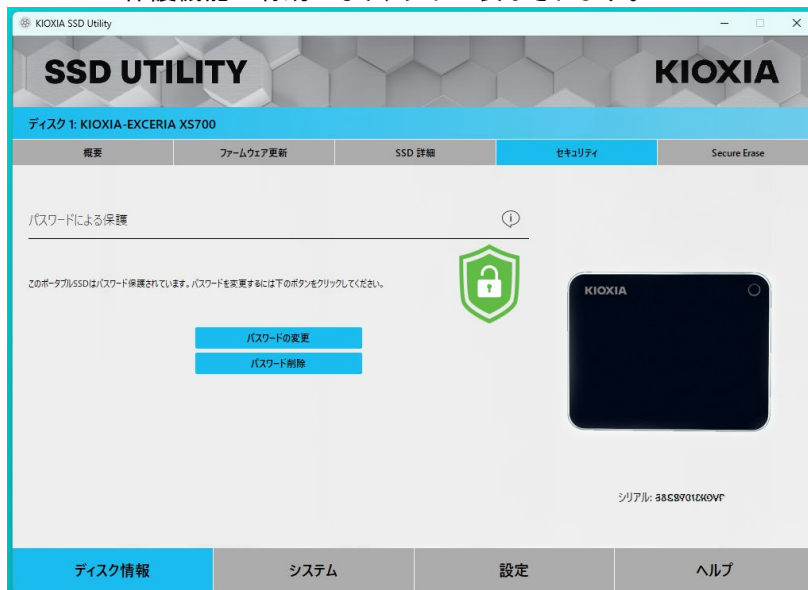 KIOXIA SSD Utility
SSD UTILITY
KIOXIA
ディスク 1: KIOXIA-EXCERIA XS700
概要
ファームウェア更新
SSD 詳細
セキュリティ
Secure Erase
パスワードによる保護
このポータブルSSDはパスワード保護されています。パスワードを変更するには下のボタンをクリックしてください。
パスワードの変更
パスワード削除
KIOXIA
シリアル:
ディスク情報
システム
設定
ヘルプ